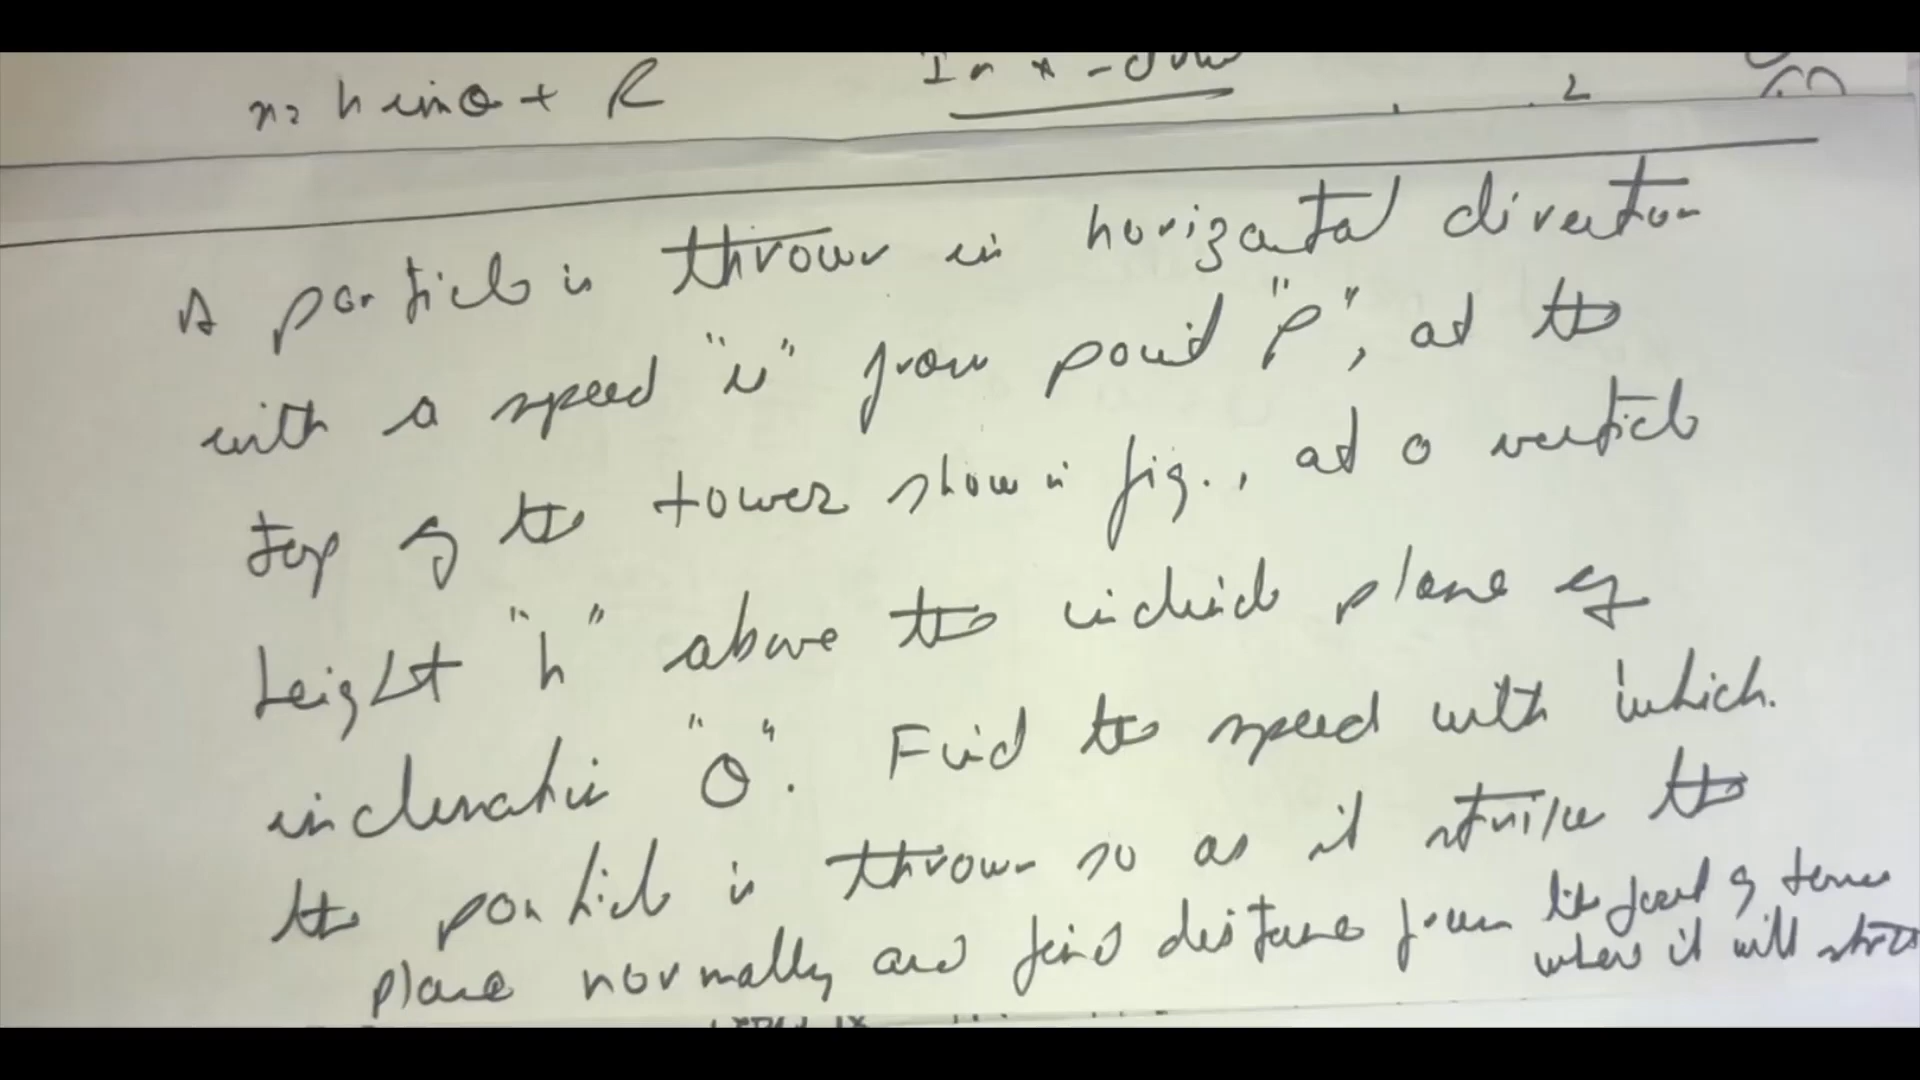 x = h sinθ + R
In x-dir
2
A particle is thrown in horizontal direction
with a speed "u" from point "P", at the
top of the tower shown in fig., at a vertical
height "h" above the inclined plane of
inclination "θ". Find the speed with which
the particle is thrown so as it strike the
plane normally and find distance from the foot of tower
where it will strike